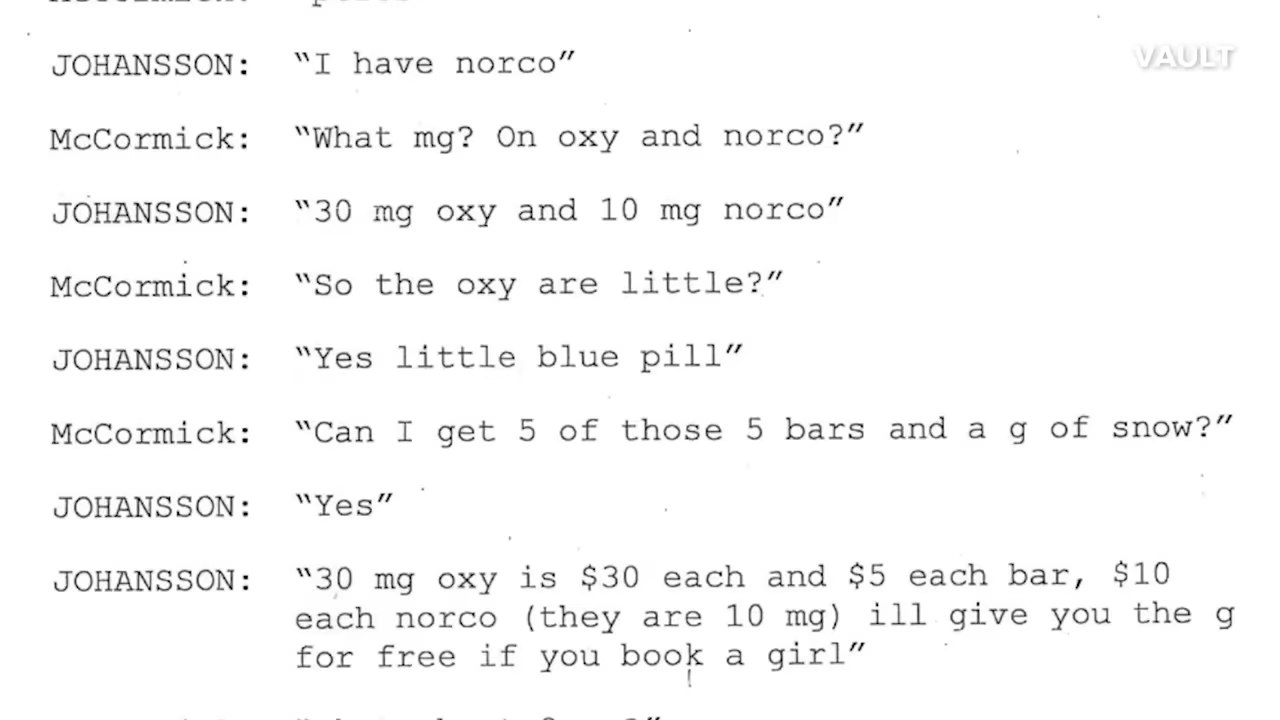 VAULT
JOHANSSON: "I have norco"
McCormick: "What mg? On oxy and norco?"
JOHANSSON: "30 mg oxy and 10 mg norco"
McCormick: "So the oxy are little?"
JOHANSSON: "Yes little blue pill"
McCormick: "Can I get 5 of those 5 bars and a g of snow?"
JOHANSSON: "Yes"
JOHANSSON: "30 mg oxy is $30 each and $5 each bar, $10
each norco (they are 10 mg) ill give you the g
for free if you book a girl"